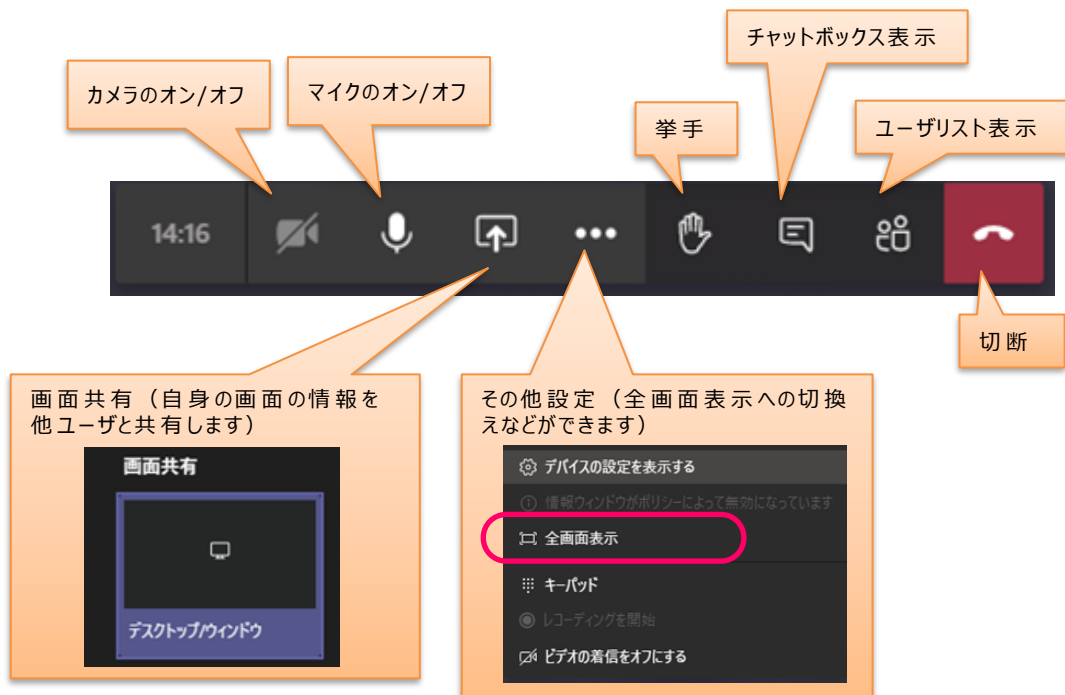 チャットボックス表示
カメラのオン/オフ
マイクのオン/オフ
挙手
ユーザリスト表示
14:16
切断
画面共有（自身の画面の情報を
他ユーザと共有します）
画面共有
デスクトップ/ウィンドウ
その他設定（全画面表示への切換
えなどができます）
デバイスの設定を表示する
情報ウィンドウがポリシーによって無効になっています
全画面表示
キーパッド
レコーディングを開始
ビデオの着信をオフにする